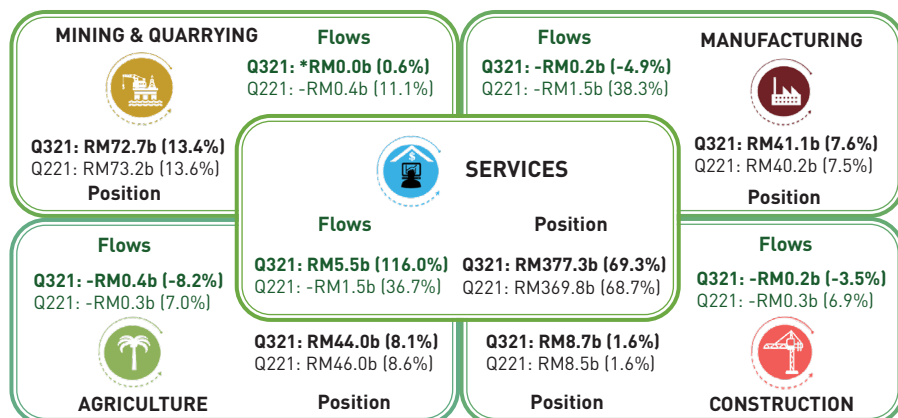 MINING & QUARRYING
Flows
Q321: *RM0.0b (0.6%)
Q221: -RM0.4b (11.1%)
Q321: RM72.7b (13.4%)
Q221: RM73.2b (13.6%)
Position
Flows
MANUFACTURING
Q321: -RM0.2b (-4.9%)
Q221: -RM1.5b (38.3%)
Q321: RM41.1b (7.6%)
Q221: RM40.2b (7.5%)
Position
$
SERVICES
Flows
Q321: RM5.5b (116.0%)
Q221: -RM1.5b (36.7%)
Position
Q321: RM377.3b (69.3%)
Q221: RM369.8b (68.7%)
Flows
Q321: -RM0.4b (-8.2%)
Q221: -RM0.3b (7.0%)
Q321: RM44.0b (8.1%)
Q221: RM46.0b (8.6%)
AGRICULTURE
Position
Flows
Q321: -RM0.2b (-3.5%)
Q221: -RM0.3b (6.9%)
Q321: RM8.7b (1.6%)
Q221: RM8.5b (1.6%)
Position
CONSTRUCTION